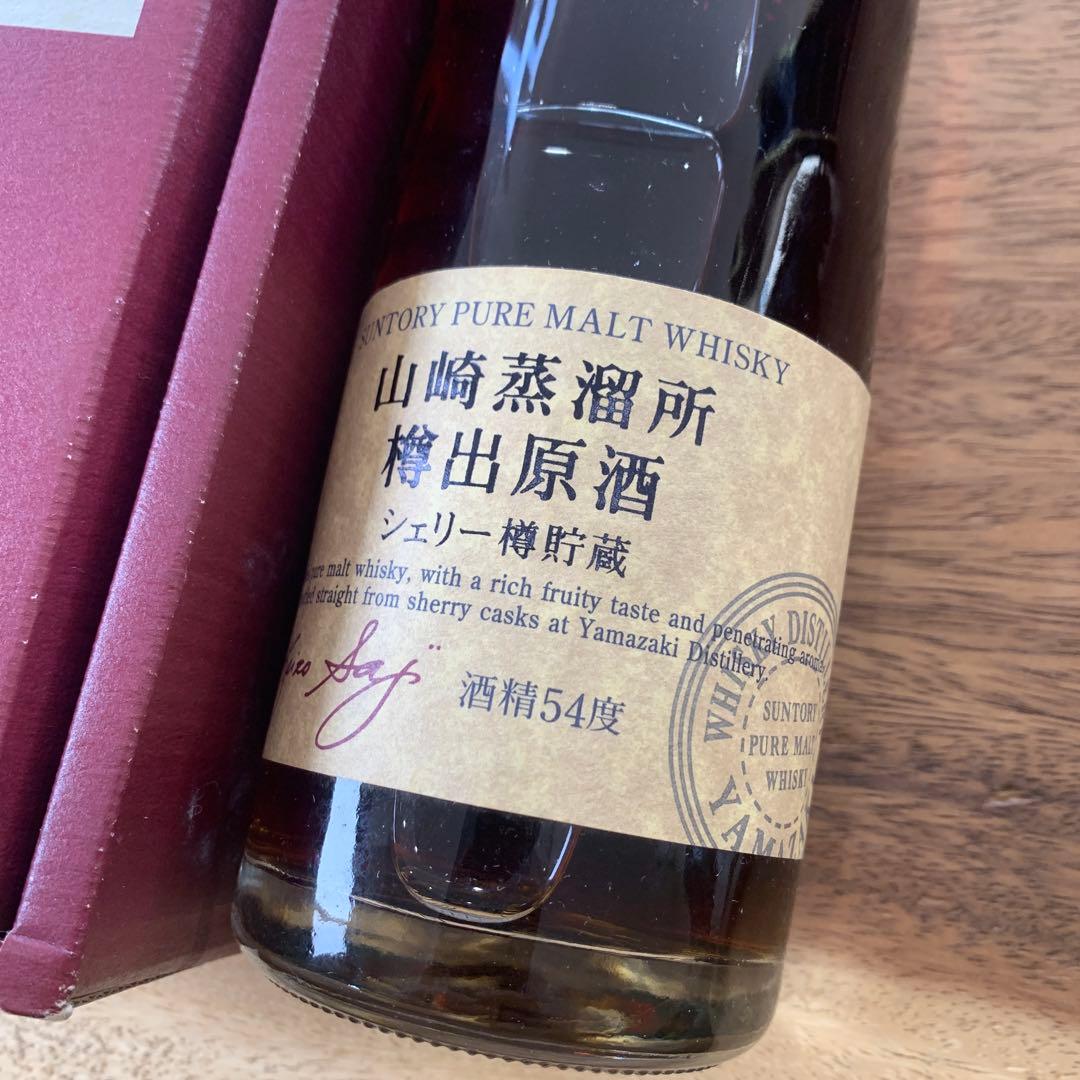 SUNTORY PURE MALT WHISKY
山崎蒸溜所
樽出原酒
シェリー樽貯蔵
pure malt whisky, with a rich fruity taste and penetrating aroma
straight from sherry casks at Yamazaki Distillery.
Saji
酒精54度
WHISKY
SUNTORY
PURE MALT
WHISKY